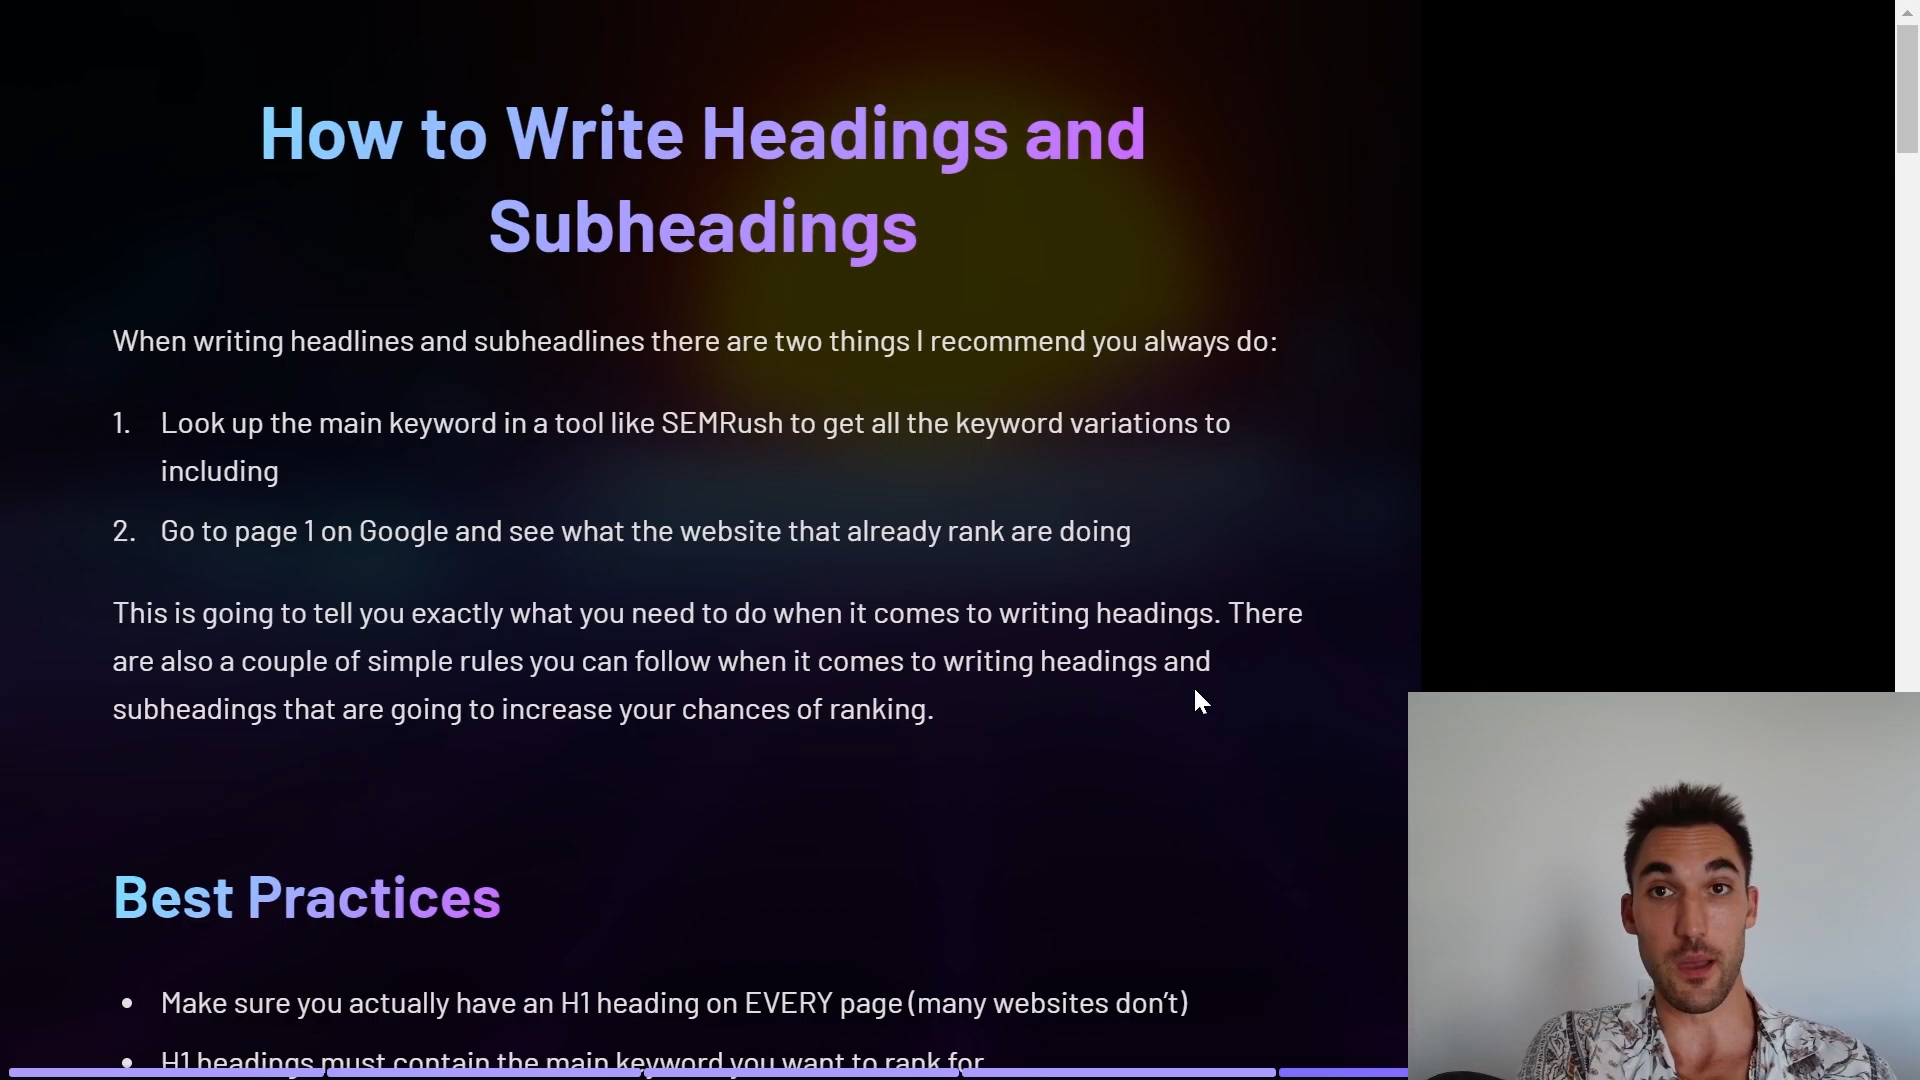 How to Write Headings and
Subheadings
When writing headlines and subheadlines there are two things I recommend you always do:
1. Look up the main keyword in a tool like SEMRush to get all the keyword variations to
including
2. Go to page 1 on Google and see what the website that already rank are doing
This is going to tell you exactly what you need to do when it comes to writing headings. There
are also a couple of simple rules you can follow when it comes to writing headings and
subheadings that are going to increase your chances of ranking.
Best Practices
• Make sure you actually have an H1 heading on EVERY page (many websites don’t)
• H1 headings must contain the main keyword you want to rank for